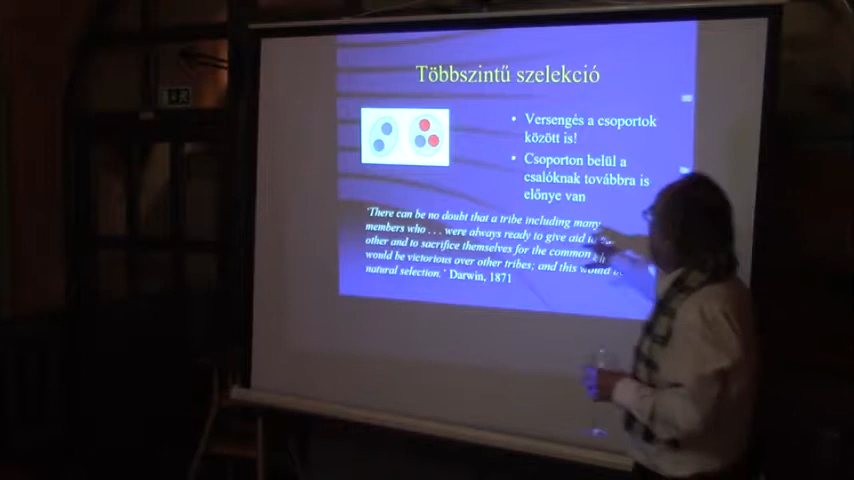 Többszintű szelekció
• Versengés a csoportok
között is!
• Csoporton belül a
csalóknak továbbra is
előnye van
'There can be no doubt that a tribe including many
members who . . . were always ready to give aid to
other and to sacrifice themselves for the common
would be victorious over other tribes; and this would
natural selection.' Darwin, 1871